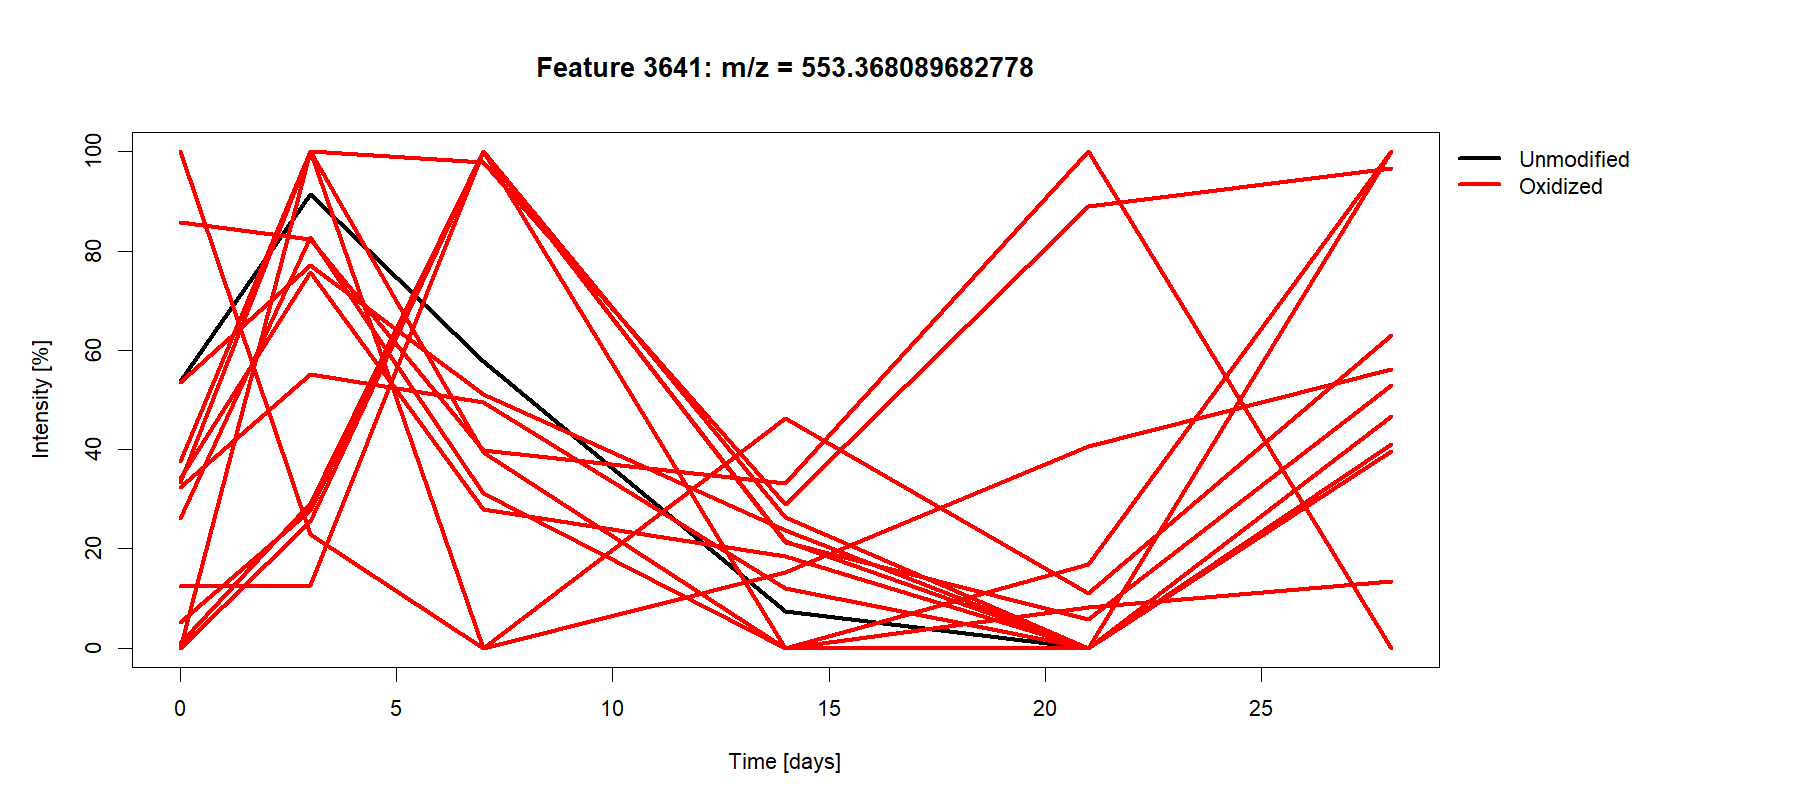 Feature 3641: m/z = 553.368089682778
Unmodified
Oxidized
Intensity [%]
100
80
60
40
20
0
0 5 10 15 20 25
Time [days]